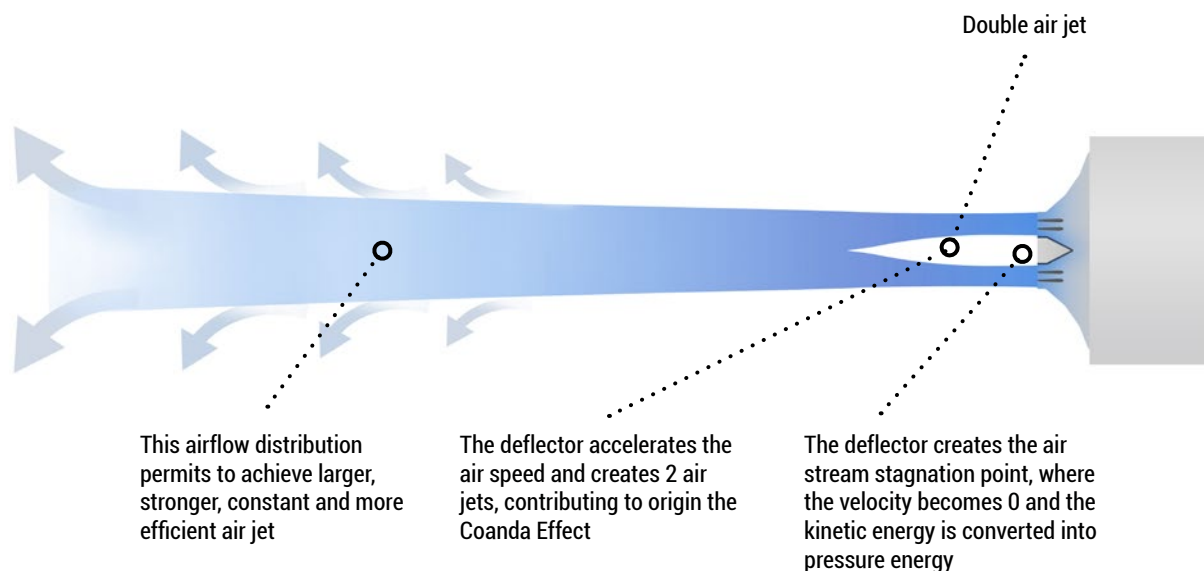 Double air jet
This airflow distribution
permits to achieve larger,
stronger, constant and more
efficient air jet
The deflector accelerates the
air speed and creates 2 air
jets, contributing to origin the
Coanda Effect
The deflector creates the air
stream stagnation point, where
the velocity becomes 0 and the
kinetic energy is converted into
pressure energy